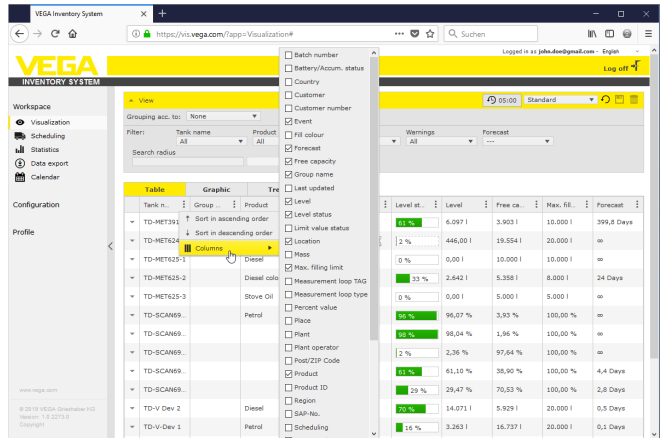 VEGA Inventory System
https://vis.vega.com/?app=Visualization#
Suchen
Logged in as john.doe@gmail.com - English
VEGA
INVENTORY SYSTEM
Log off
Workspace
Visualization
Scheduling
Statistics
Data export
Calendar
Configuration
Profile
www.vega.com
Copyright
View
05:00
Standard
Grouping acc. to: None
Filter:
Tank name
All
Product
All
Warnings
All
Forecast
---
Search radius
Table
Graphic
Tre
Tank n...
Group ...
Product
Level st...
Level
Free ca...
Max. fill...
Forecast
Sort in ascending order
Sort in descending order
Columns
Batch number
Battery/Accum. status
Country
Customer
Customer number
Event
Fill colour
Forecast
Free capacity
Group name
Last updated
Level
Level status
Limit value status
Location
Mass
Max. filling limit
Measurement loop TAG
Measurement loop type
Percent value
Place
Plant
Plant operator
Post/ZIP Code
Product
Product ID
Region
SAP-No.
Scheduling
TD-MET391 61 % 6.097 l 3.903 l 10.000 l 399,8 Days
TD-MET624 2 % 446,00 l 19.554 l 20.000 l ∞
TD-MET625-1 Diesel 0 % 0,00 l 10.000 l 10.000 l ∞
TD-MET625-2 Diesel colo 33 % 2.642 l 5.358 l 8.000 l 24 Days
TD-MET625-3 Stove Oil 0 % 0,00 l 5.000 l 5.000 l ∞
TD-SCAN69... Petrol 96 % 96,07 % 3,93 % 100,00 % ∞
TD-SCAN69... 98 % 98,04 % 1,96 % 100,00 % ∞
TD-SCAN69... 2 % 2,36 % 97,64 % 100,00 % ∞
TD-SCAN69... 61 % 61,10 % 38,90 % 100,00 % 4,4 Days
TD-SCAN69... 29 % 29,47 % 70,53 % 100,00 % 2,8 Days
TD-V Dev 2 Diesel 70 % 14.071 l 5.929 l 20.000 l 0,5 Days
TD-V-Dev 1 Petrol 16 % 3.263 l 16.737 l 20.000 l 0,1 Days